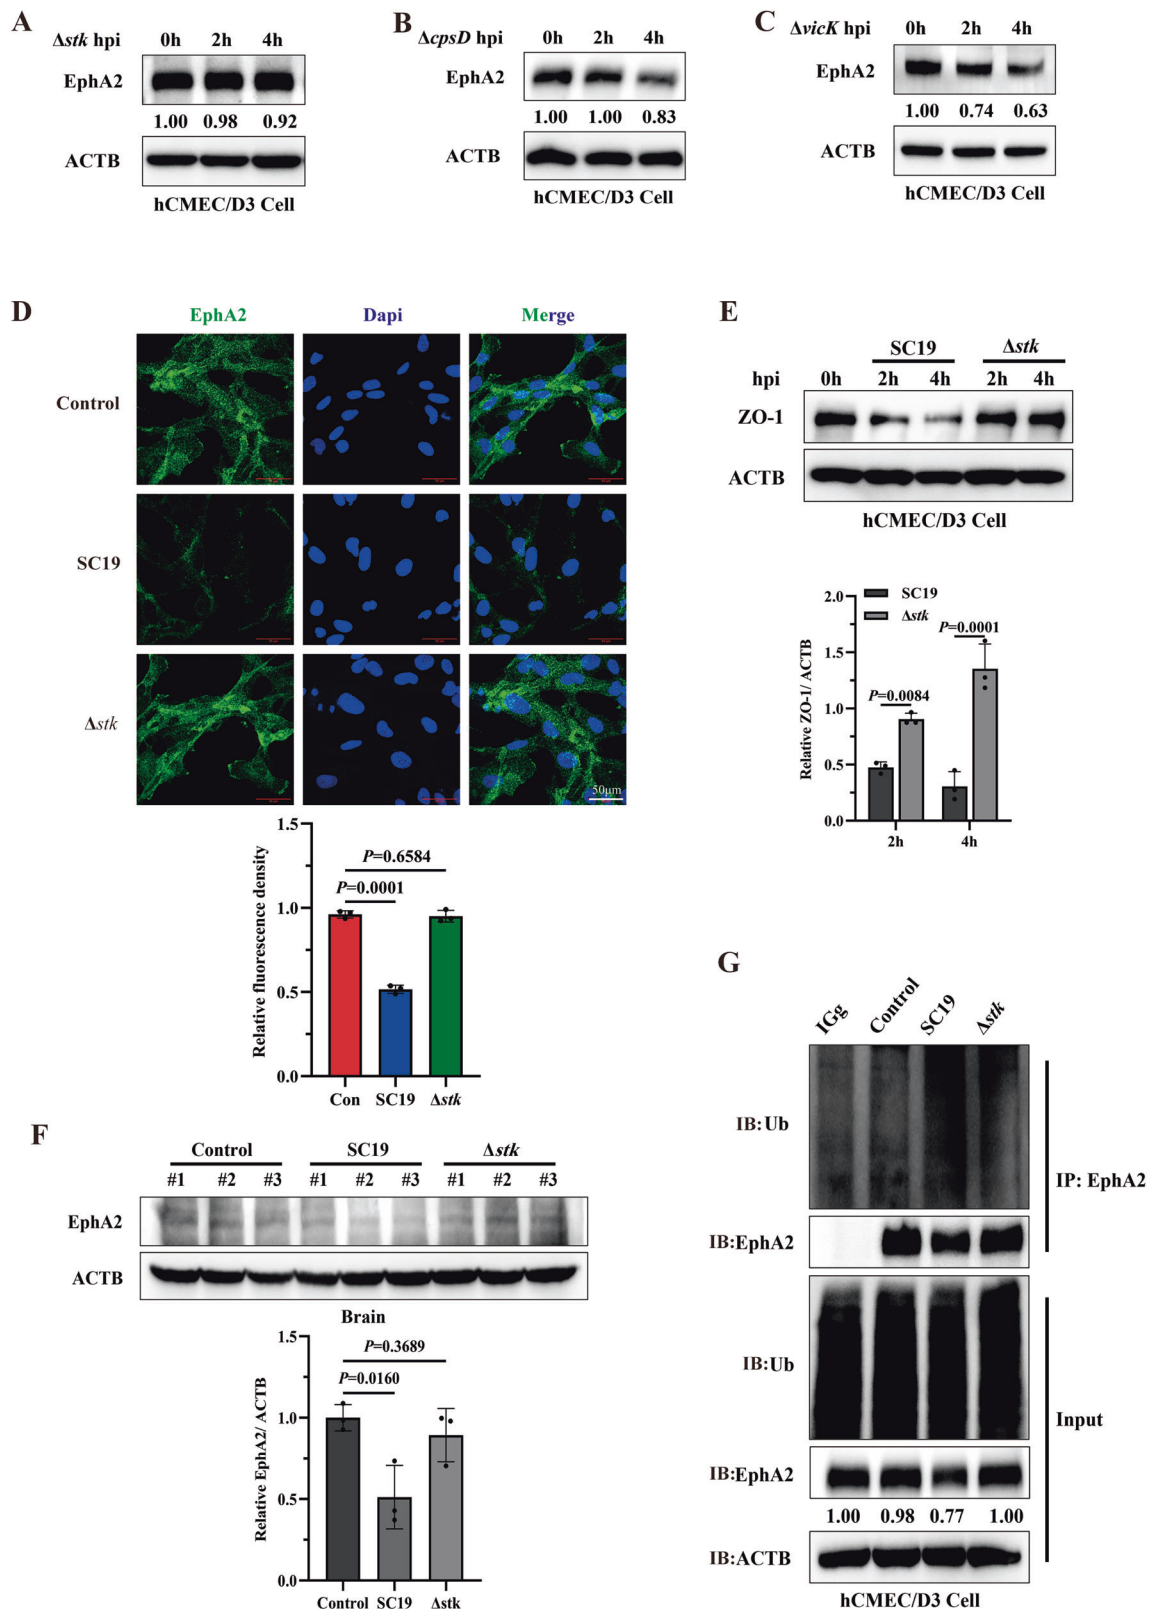 A
Δstk hpi 0h 2h 4h
EphA2
1.00 0.98 0.92
ACTB
hCMEC/D3 Cell
B
ΔcpsD hpi 0h 2h 4h
EphA2
1.00 1.00 0.83
ACTB
hCMEC/D3 Cell
C
ΔvicK hpi 0h 2h 4h
EphA2
1.00 0.74 0.63
ACTB
hCMEC/D3 Cell
D
EphA2 Dapi Merge
Control
SC19
Δstk
50μm
Relative fluorescence density
1.5
1.0
0.5
0.0
P=0.6584
P=0.0001
Con SC19 Δstk
E
SC19 Δstk
hpi 0h 2h 4h 2h 4h
ZO-1
ACTB
hCMEC/D3 Cell
Relative ZO-1/ ACTB
2.0
1.5
1.0
0.5
0.0
SC19
Δstk
P=0.0001
P=0.0084
2h 4h
F
Control SC19 Δstk
#1 #2 #3 #1 #2 #3 #1 #2 #3
EphA2
ACTB
Brain
Relative EphA2/ ACTB
1.5
1.0
0.5
0.0
P=0.3689
P=0.0160
Control SC19 Δstk
G
IGg Control SC19 Δstk
IB:Ub
IP: EphA2
IB:EphA2
IB:Ub
Input
IB:EphA2
1.00 0.98 0.77 1.00
IB:ACTB
hCMEC/D3 Cell